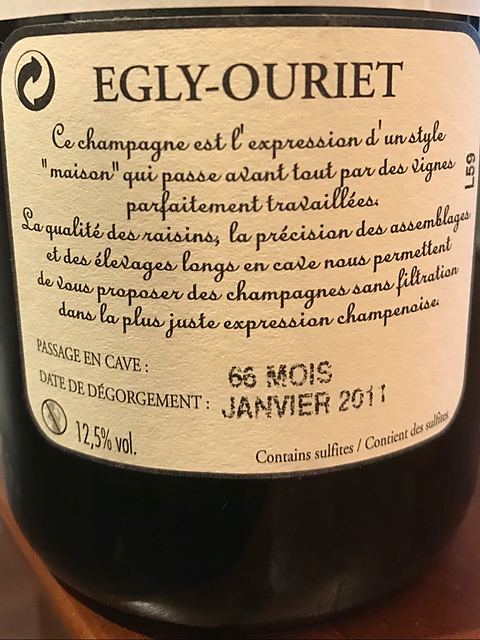 EGLY-OURIET
Ce champagne est l'expression d'un style
"maison" qui passe avant tout par des vignes
parfaitement travaillées.
La qualité des raisins, la précision des assemblages
et des élevages longs en cave nous permettent
de vous proposer des champagnes sans filtration
dans la plus juste expression champenoise.
L59
PASSAGE EN CAVE : 66 MOIS
DATE DE DÉGORGEMENT : JANVIER 2011
12,5% vol.
Contains sulfites / Contient des sulfites